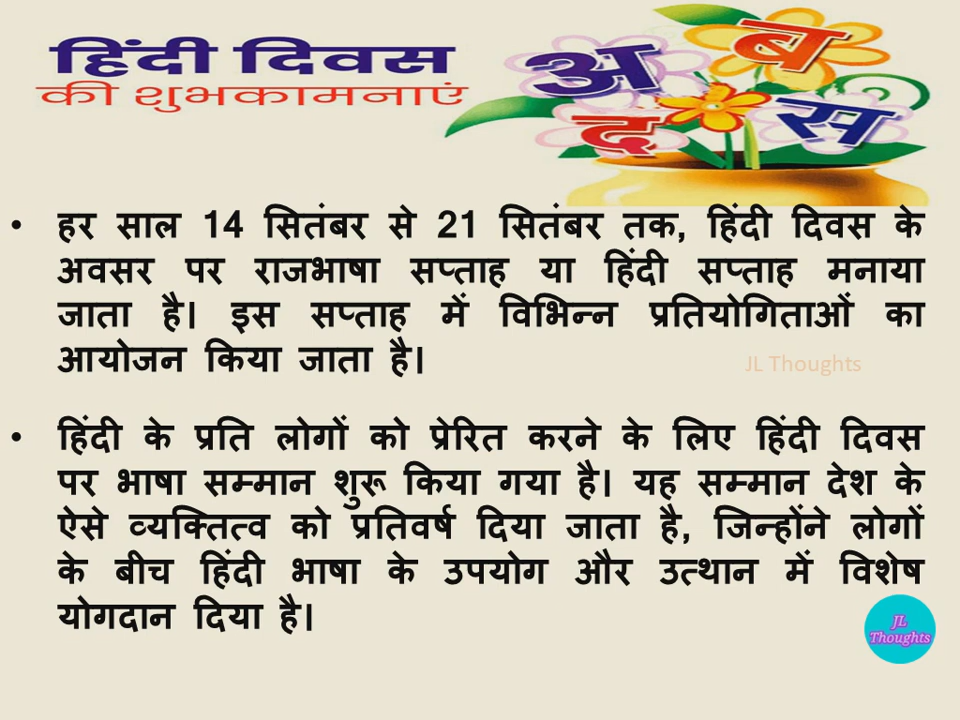 हिंदी दिवस
की शुभकामनाएं
अ ब
द स
• हर साल 14 सितंबर से 21 सितंबर तक, हिंदी दिवस के
अवसर पर राजभाषा सप्ताह या हिंदी सप्ताह मनाया
जाता है। इस सप्ताह में विभिन्न प्रतियोगिताओं का
आयोजन किया जाता है।
JL Thoughts
• हिंदी के प्रति लोगों को प्रेरित करने के लिए हिंदी दिवस
पर भाषा सम्मान शुरू किया गया है। यह सम्मान देश के
ऐसे व्यक्तित्व को प्रतिवर्ष दिया जाता है, जिन्होंने लोगों
के बीच हिंदी भाषा के उपयोग और उत्थान में विशेष
योगदान दिया है।
JL
Thoughts